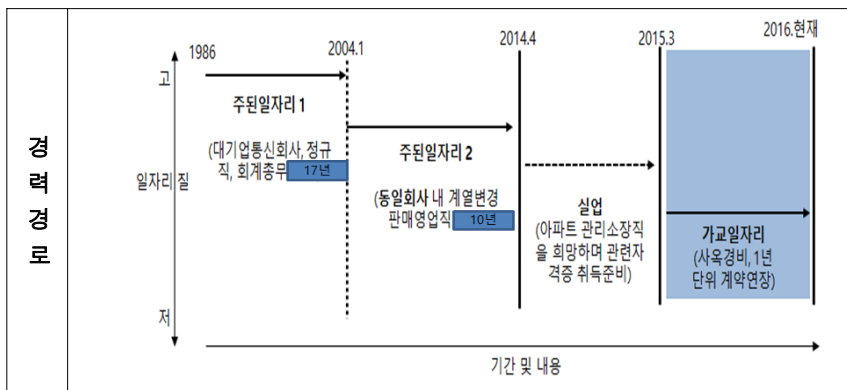 경력경로
1986
2004.1
2014.4
2015.3
2016.현재
고
일자리 질
저
주된일자리 1
(대기업통신회사, 정규
직, 회계총무
17년
주된일자리 2
(동일회사 내 계열변경
판매영업직
10년
실업
(아파트 관리소장직
을 희망하며 관련자
격증 취득준비)
가교일자리
(사옥경비, 1년
단위 계약연장)
기간 및 내용